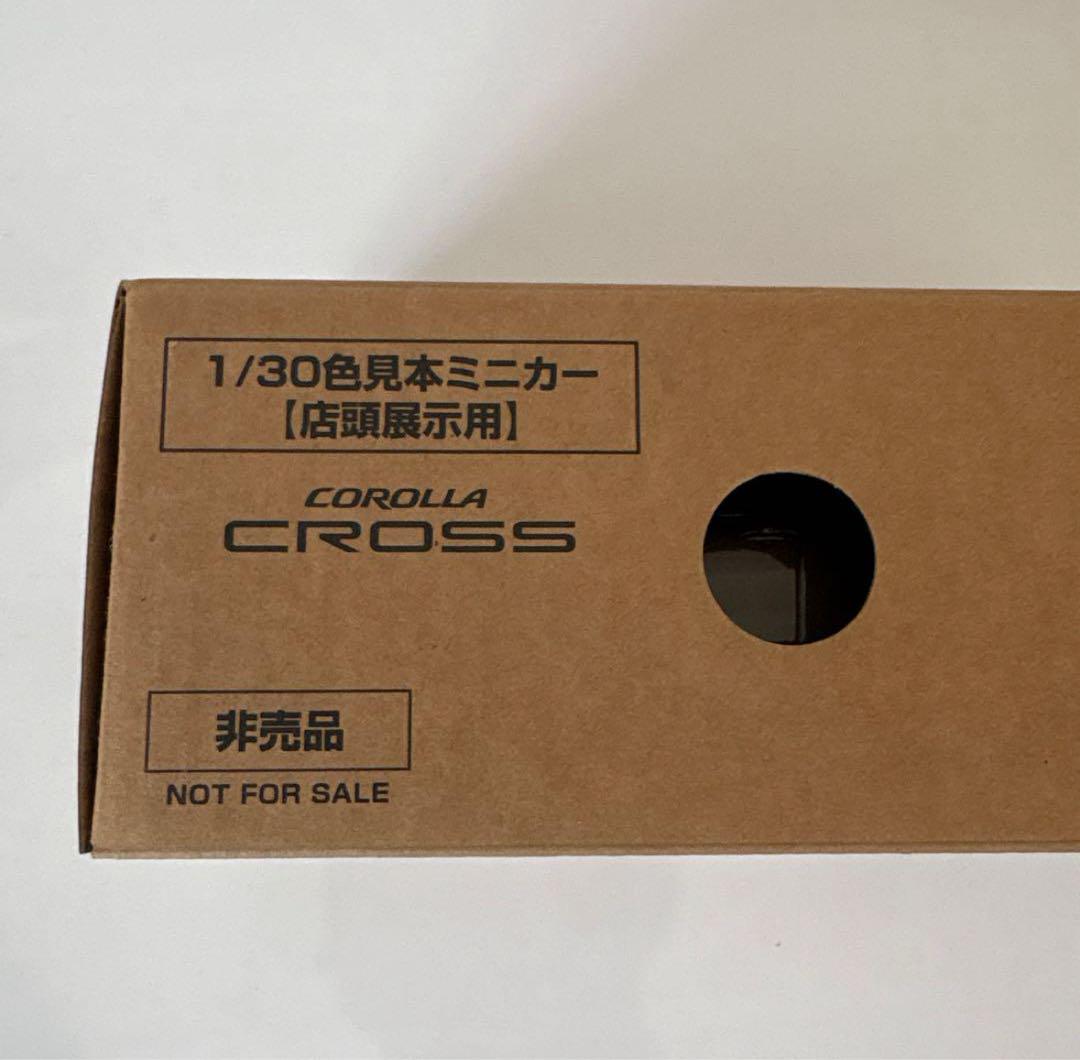 1/30色見本ミニカー
【店頭展示用】
COROLLA
CROSS
非売品
NOT FOR SALE